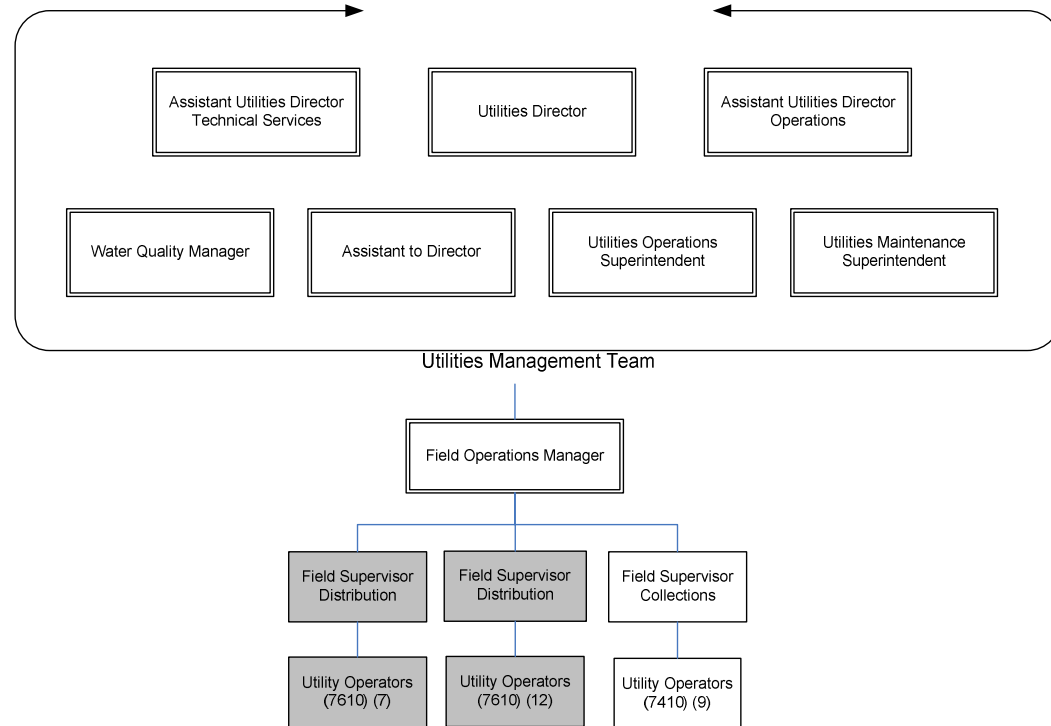 Assistant Utilities Director
Technical Services
Utilities Director
Assistant Utilities Director
Operations
Water Quality Manager
Assistant to Director
Utilities Operations
Superintendent
Utilities Maintenance
Superintendent
Utilities Management Team
Field Operations Manager
Field Supervisor
Distribution
Field Supervisor
Distribution
Field Supervisor
Collections
Utility Operators
(7610) (7)
Utility Operators
(7610) (12)
Utility Operators
(7410) (9)